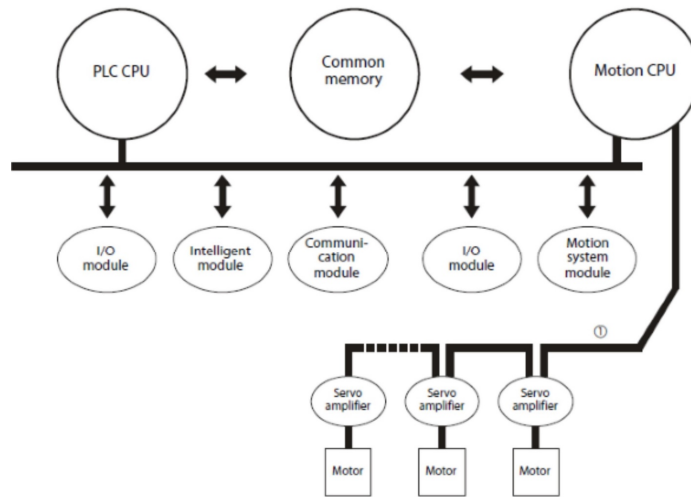 PLC CPU
Common
memory
Motion CPU
I/O
module
Intelligent
module
Communi-
cation
module
I/O
module
Motion
system
module
①
Servo
amplifier
Servo
amplifier
Servo
amplifier
Motor
Motor
Motor